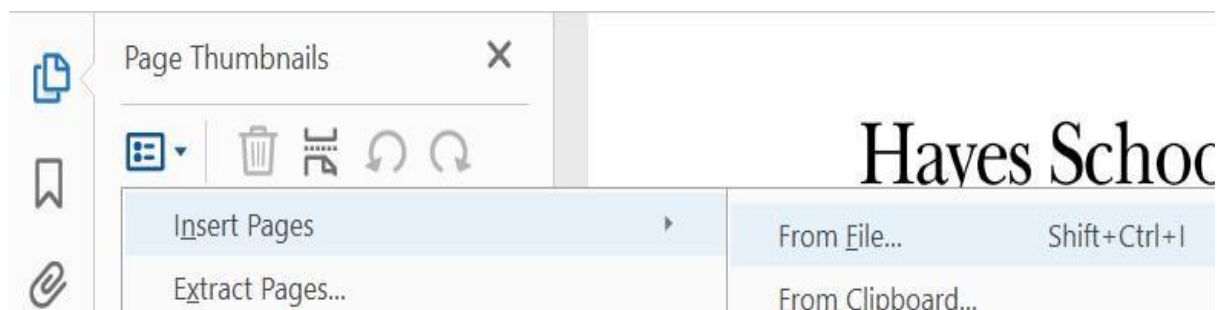 Page Thumbnails
Hayes Schoo
Insert Pages
From File... Shift+Ctrl+I
Extract Pages...
From Clipboard...